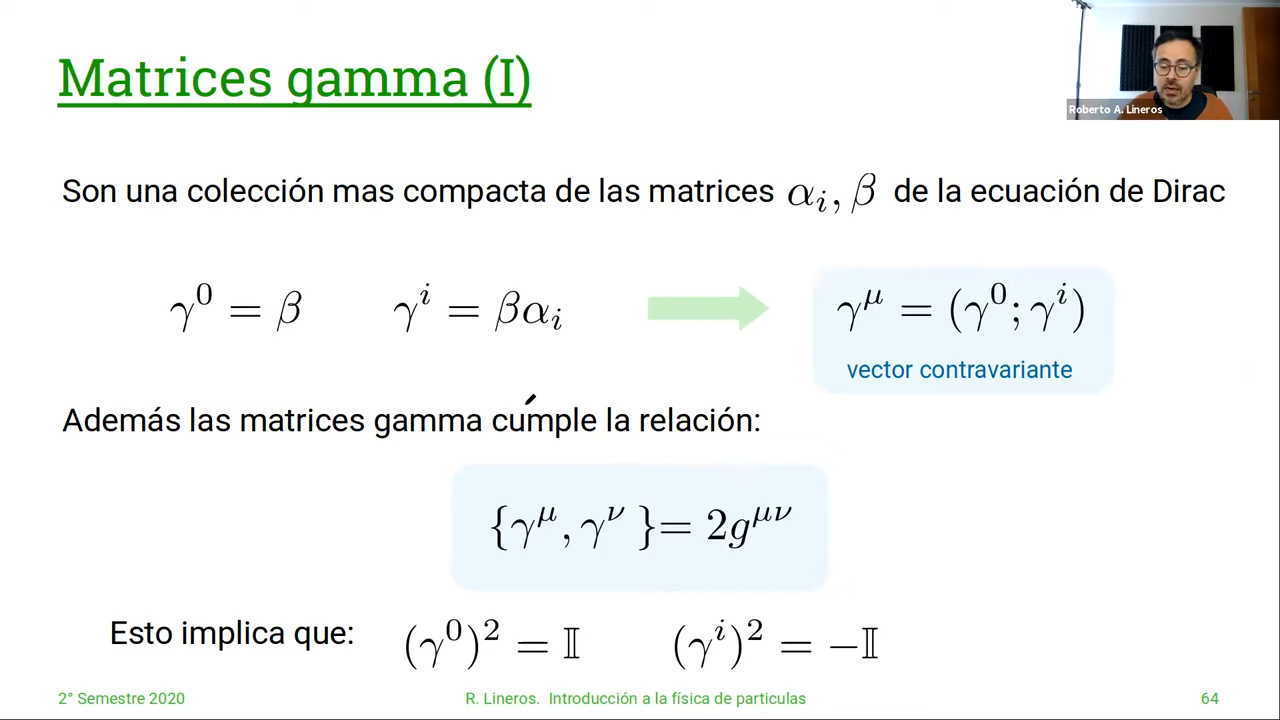 Matrices gamma (I)
Roberto A. Lineros
Son una colección mas compacta de las matrices αᵢ, β de la ecuación de Dirac
γ⁰ = β γⁱ = βαᵢ γ^μ = (γ⁰; γⁱ)
vector contravariante
Además las matrices gamma cumple la relación:
{γ^μ, γ^ν} = 2g^{μν}
Esto implica que: (γ⁰)² = 𝕀 (γⁱ)² = −𝕀
2° Semestre 2020 R. Lineros. Introducción a la física de particulas 64